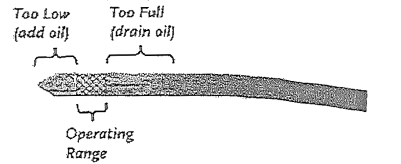 Too Low
(add oil)
Too Full
(drain oil)
Operating
Range